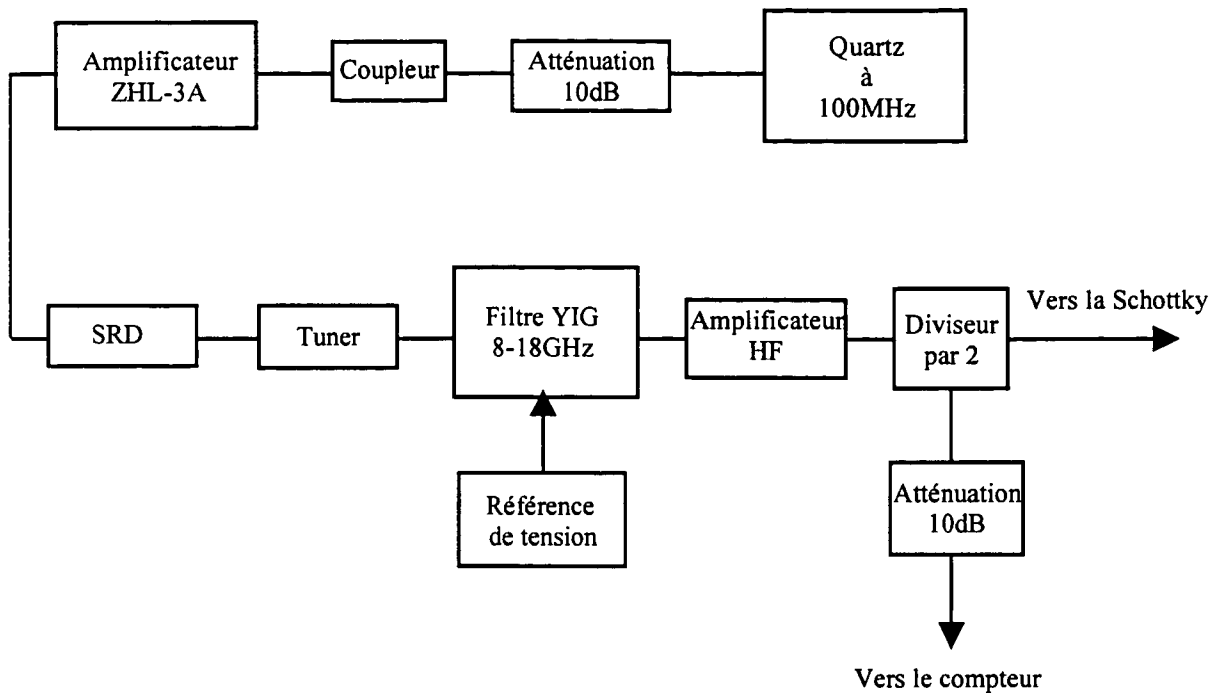 Amplificateur
ZHL-3A
Coupleur
Atténuation
10dB
Quartz
à
100MHz
SRD
Tuner
Filtre YIG
8-18GHz
Amplificateur
HF
Diviseur
par 2
Vers la Schottky
Référence
de tension
Atténuation
10dB
Vers le compteur